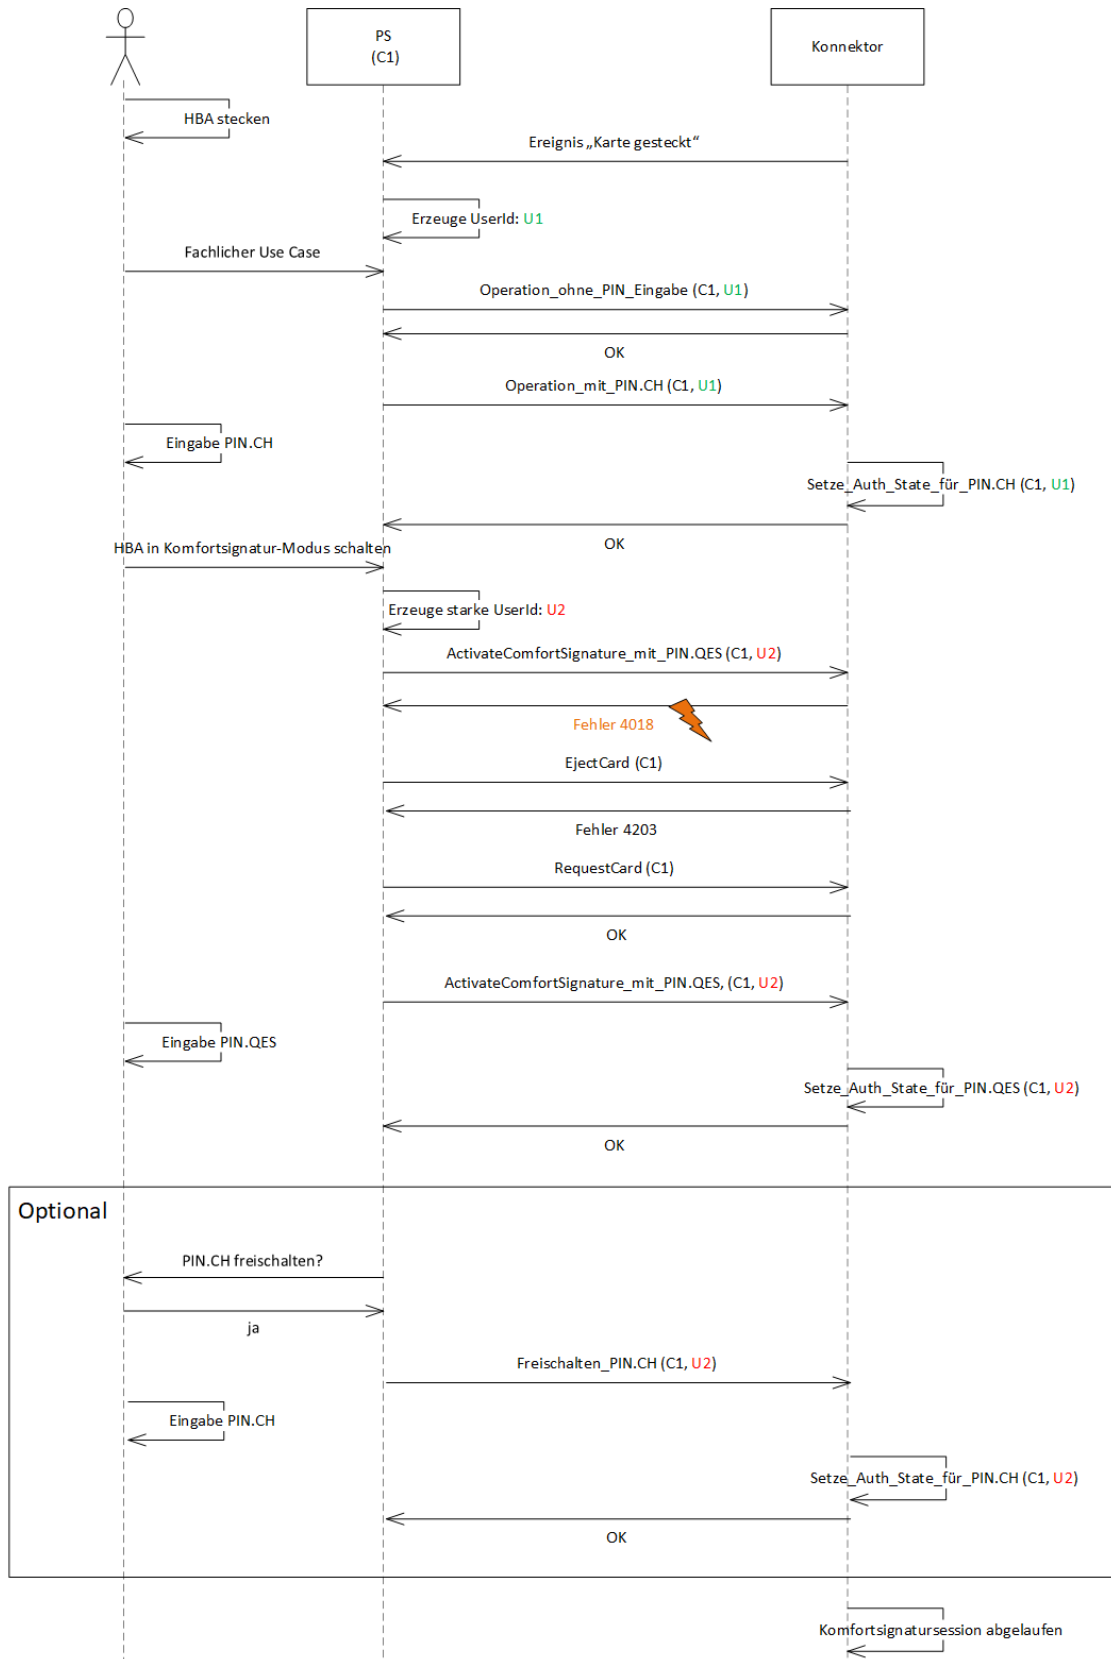 PS
(C1)
Konnektor
HBA stecken
Ereignis „Karte gesteckt“
Erzeuge UserId: U1
Fachlicher Use Case
Operation_ohne_PIN_Eingabe (C1, U1)
OK
Operation_mit_PIN.CH (C1, U1)
Eingabe PIN.CH
Setze_Auth_State_für_PIN.CH (C1, U1)
OK
HBA in Komfortsignatur-Modus schalten
Erzeuge starke UserId: U2
ActivateComfortSignature_mit_PIN.QES (C1, U2)
Fehler 4018
EjectCard (C1)
Fehler 4203
RequestCard (C1)
OK
ActivateComfortSignature_mit_PIN.QES, (C1, U2)
Eingabe PIN.QES
Setze_Auth_State_für_PIN.QES (C1, U2)
OK
Optional
PIN.CH freischalten?
ja
Freischalten_PIN.CH (C1, U2)
Eingabe PIN.CH
Setze_Auth_State_für_PIN.CH (C1, U2)
OK
Komfortsignatursession abgelaufen